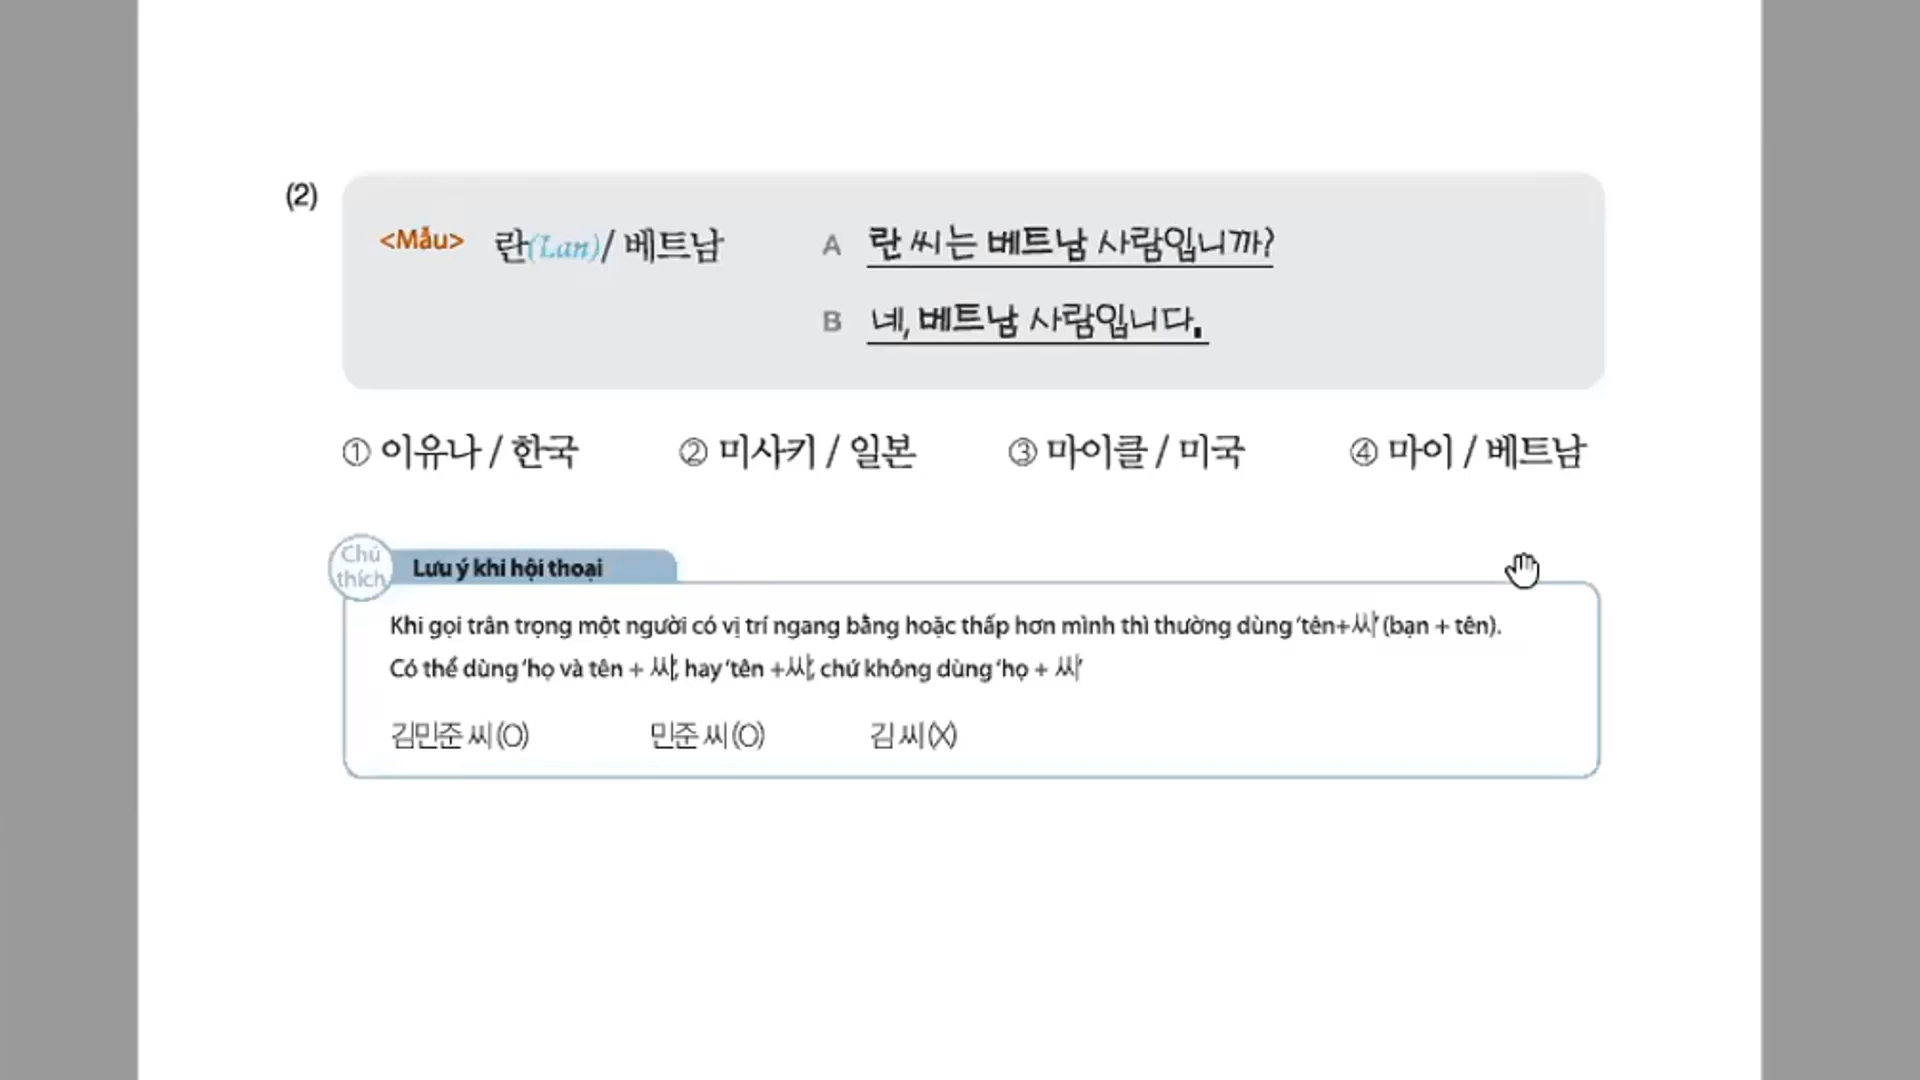 (2)
<Mẫu> 란(Lan)/ 베트남 A 란 씨는 베트남 사람입니까?
B 네, 베트남 사람입니다.
① 이유나 / 한국 ② 미사키 / 일본 ③ 마이클 / 미국 ④ 마이 / 베트남
Chú thích
Lưu ý khi hội thoại
Khi gọi trân trọng một người có vị trí ngang bằng hoặc thấp hơn mình thì thường dùng ‘tên+씨’ (bạn + tên).
Có thể dùng ‘họ và tên + 씨’, hay ‘tên +씨’, chứ không dùng ‘họ + 씨’
김민준 씨(O) 민준 씨(O) 김 씨(X)